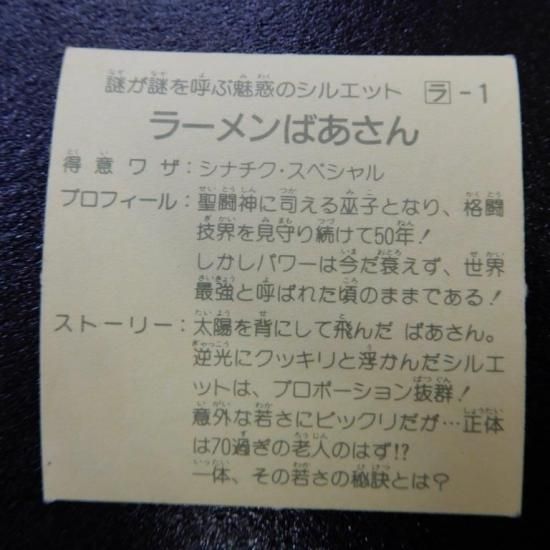 謎が謎を呼ぶ魅惑のシルエット ラ-1
ラーメンばあさん
得意ワザ：シナチク・スペシャル
プロフィール：聖闘神に司える巫子となり、格闘
技界を見守り続けて50年！
しかしパワーは今だ衰えず、世界
最強と呼ばれた頃のままである！
ストーリー：太陽を背にして飛んだ ばあさん。
逆光にクッキリと浮かんだシルエ
ットは、プロポーション抜群！
意外な若さにビックリだが…正体
は70過ぎの老人のはず!?
一体、その若さの秘訣とは？